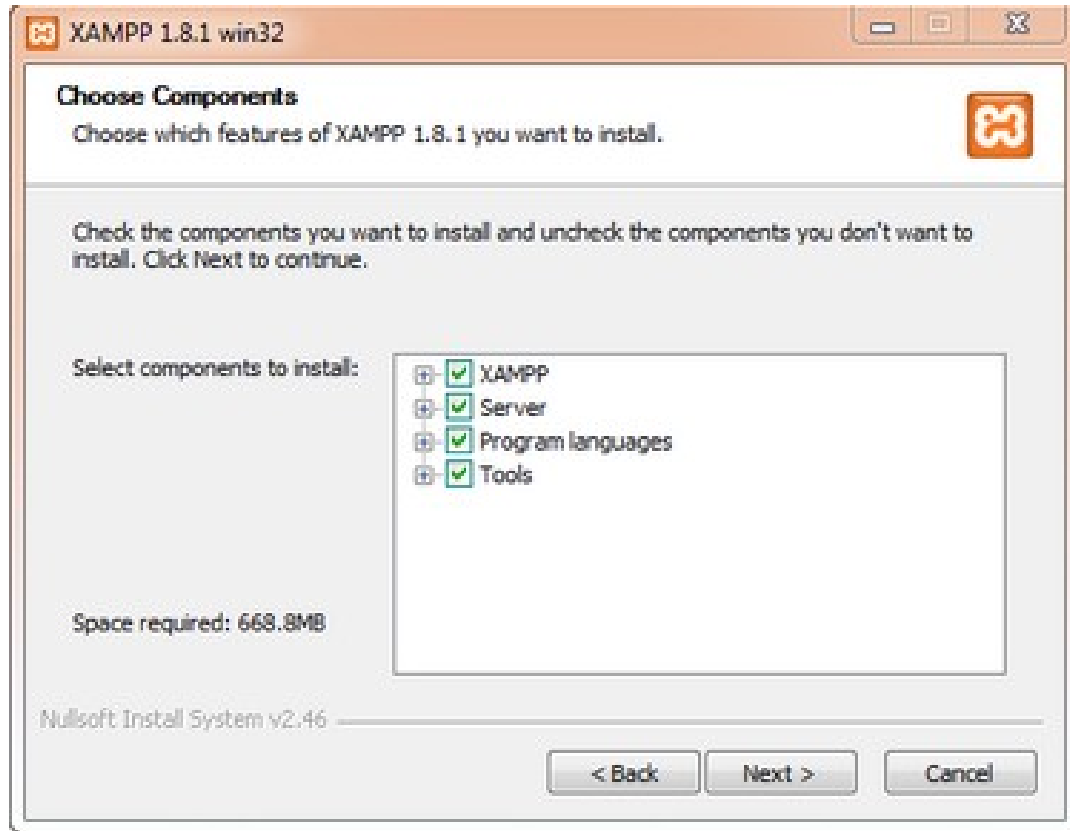 XAMPP 1.8.1 win32
Choose Components
Choose which features of XAMPP 1.8.1 you want to install.
Check the components you want to install and uncheck the components you don't want to
install. Click Next to continue.
Select components to install:
XAMPP
Server
Program languages
Tools
Space required: 668.8MB
Nullsoft Install System v2.46
< Back
Next >
Cancel